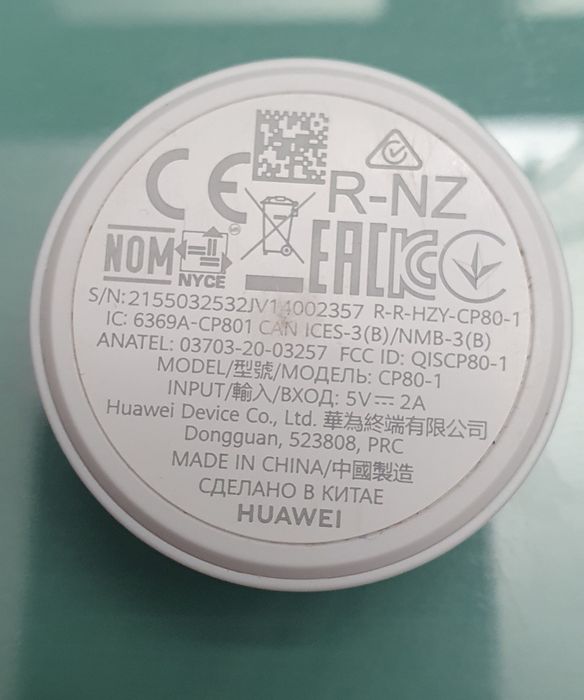 CE
R-NZ
NOM
NYCE
EAC
KC
S/N:2155032532JV14002357 R-R-HZY-CP80-1
IC: 6369A-CP801 CAN ICES-3(B)/NMB-3(B)
ANATEL: 03703-20-03257 FCC ID: QISCP80-1
MODEL/型號/МОДЕЛЬ: CP80-1
INPUT/輸入/ВХОД: 5V⎓2A
Huawei Device Co., Ltd. 華為終端有限公司
Dongguan, 523808, PRC
MADE IN CHINA/中國製造
СДЕЛАНО В КИТАЕ
HUAWEI